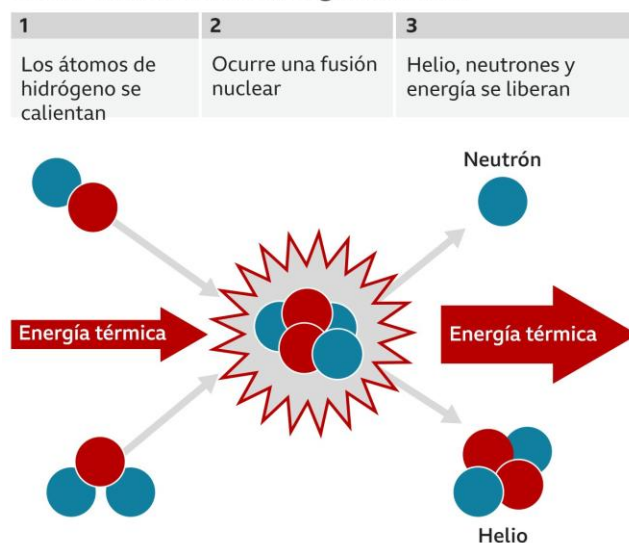 1
Los átomos de
hidrógeno se
calientan
2
Ocurre una fusión
nuclear
3
Helio, neutrones y
energía se liberan
Neutrón
Energía térmica
Energía térmica
Helio